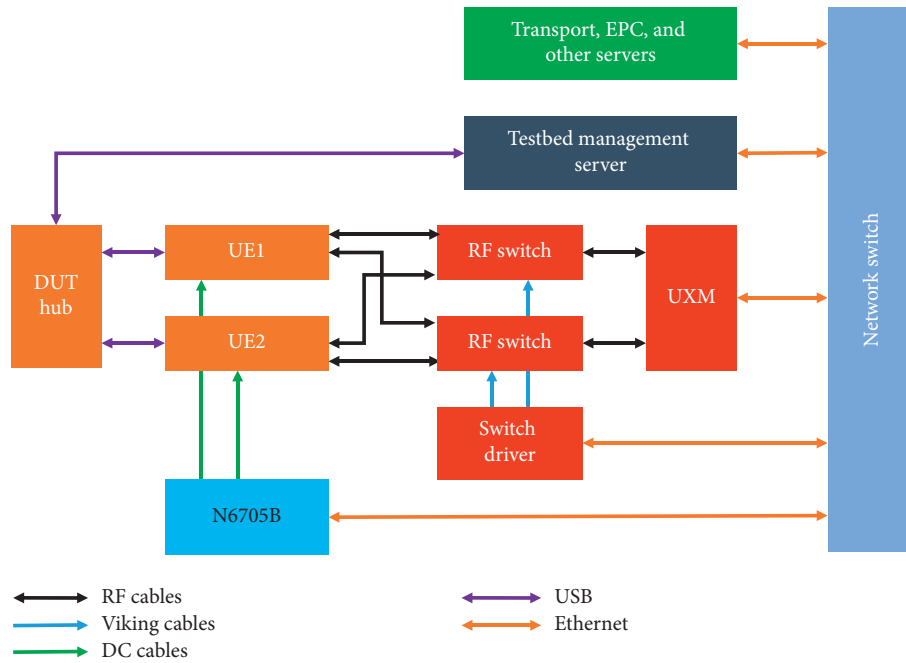 Transport, EPC, and
other servers
Testbed management
server
DUT
hub
UE1
UE2
RF switch
RF switch
UXM
Switch
driver
N6705B
Network switch
RF cables
Viking cables
DC cables
USB
Ethernet